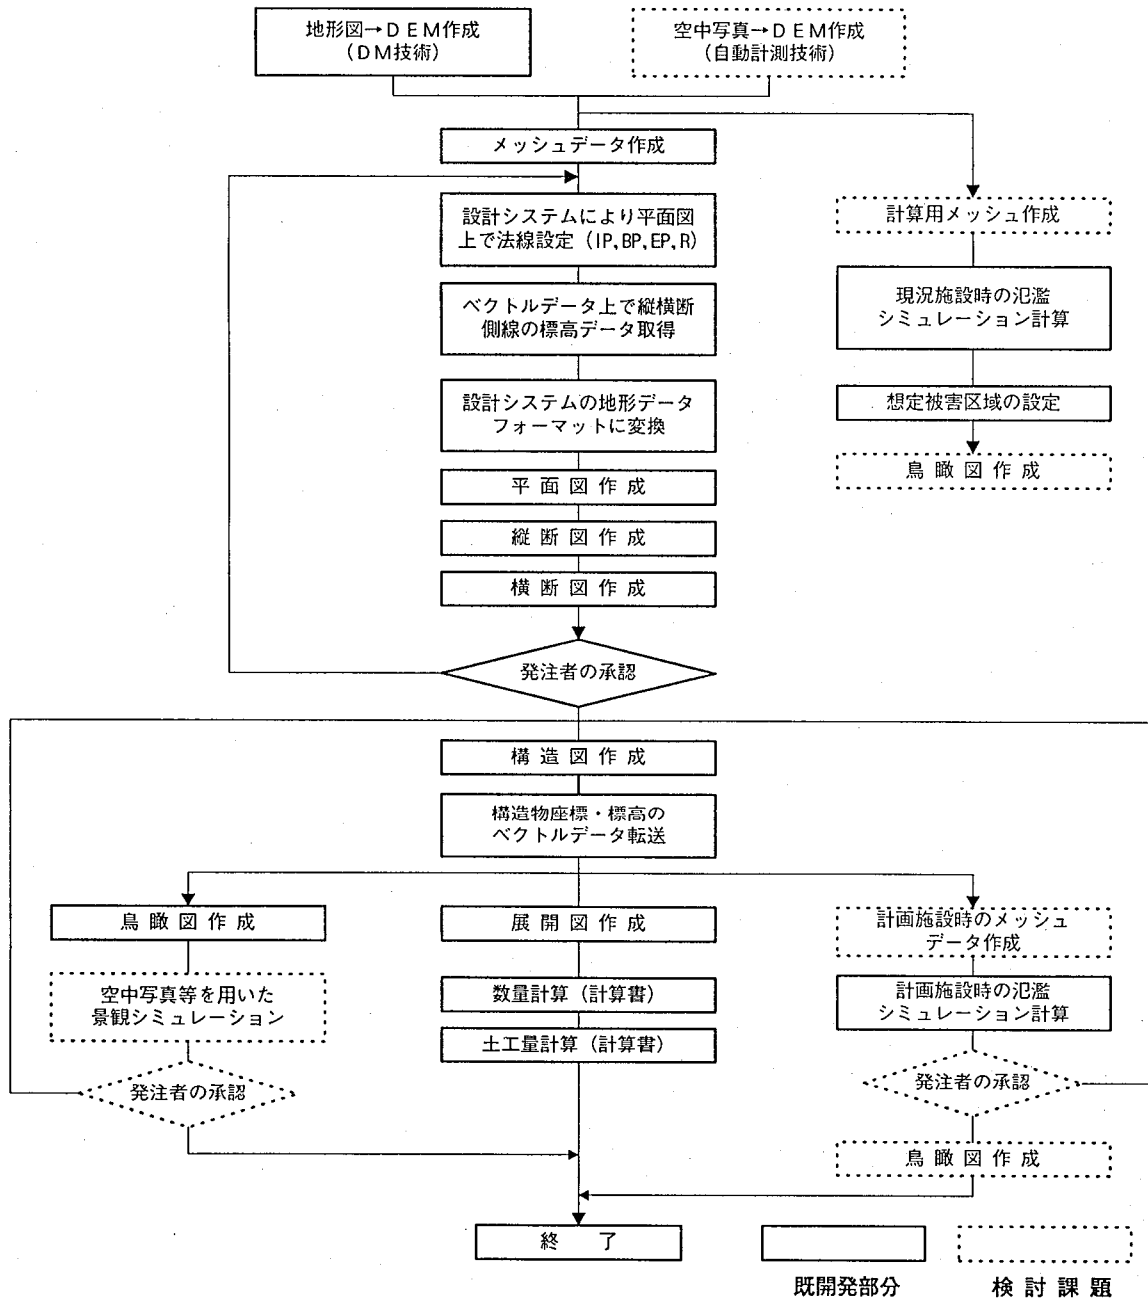 地形図→DEM作成
(DM技術)
空中写真→DEM作成
(自動計測技術)
メッシュデータ作成
設計システムにより平面図
上で法線設定(IP,BP,EP,R)
ベクトルデータ上で縦横断
側線の標高データ取得
設計システムの地形データ
フォーマットに変換
平面図作成
縦断図作成
横断図作成
発注者の承認
計算用メッシュ作成
現況施設時の氾濫
シミュレーション計算
想定被害区域の設定
鳥瞰図作成
構造図作成
構造物座標・標高の
ベクトルデータ転送
鳥瞰図作成
空中写真等を用いた
景観シミュレーション
発注者の承認
展開図作成
数量計算(計算書)
土工量計算(計算書)
計画施設時のメッシュ
データ作成
計画施設時の氾濫
シミュレーション計算
発注者の承認
鳥瞰図作成
終了
既開発部分
検討課題